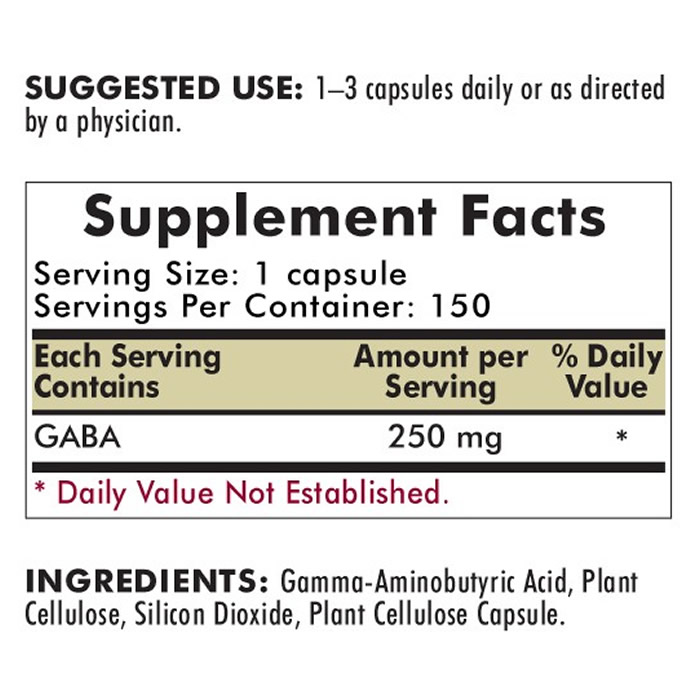 SUGGESTED USE: 1–3 capsules daily or as directed
by a physician.
Supplement Facts
Serving Size: 1 capsule
Servings Per Container: 150
Each Serving Contains Amount per Serving % Daily Value
GABA 250 mg *
* Daily Value Not Established.
INGREDIENTS: Gamma-Aminobutyric Acid, Plant
Cellulose, Silicon Dioxide, Plant Cellulose Capsule.